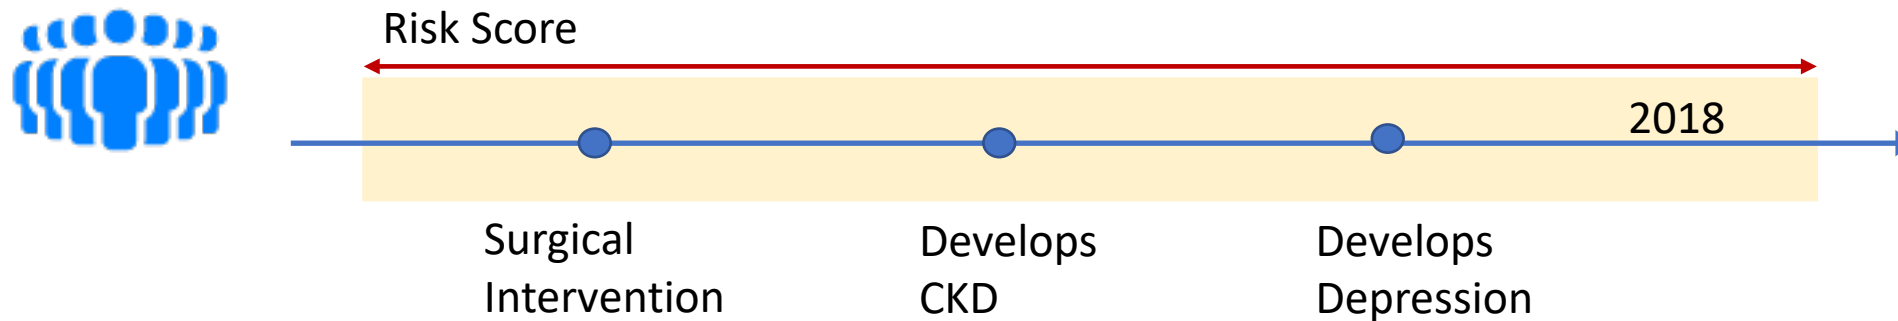 Risk Score
2018
Surgical
Intervention
Develops
CKD
Develops
Depression